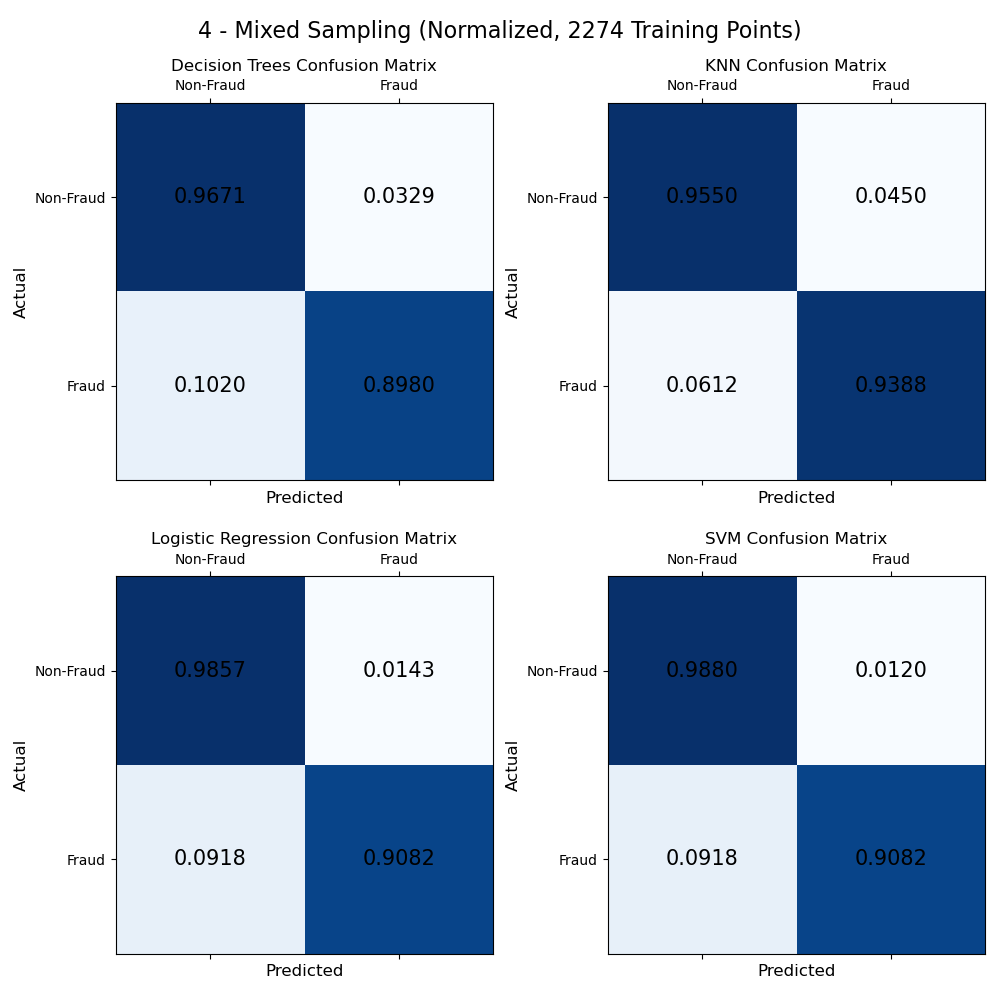 4 - Mixed Sampling (Normalized, 2274 Training Points)
Decision Trees Confusion Matrix
Non-Fraud Fraud
Non-Fraud 0.9671 0.0329
Actual
Fraud 0.1020 0.8980
Predicted
KNN Confusion Matrix
Non-Fraud Fraud
Non-Fraud 0.9550 0.0450
Actual
Fraud 0.0612 0.9388
Predicted
Logistic Regression Confusion Matrix
Non-Fraud Fraud
Non-Fraud 0.9857 0.0143
Actual
Fraud 0.0918 0.9082
Predicted
SVM Confusion Matrix
Non-Fraud Fraud
Non-Fraud 0.9880 0.0120
Actual
Fraud 0.0918 0.9082
Predicted